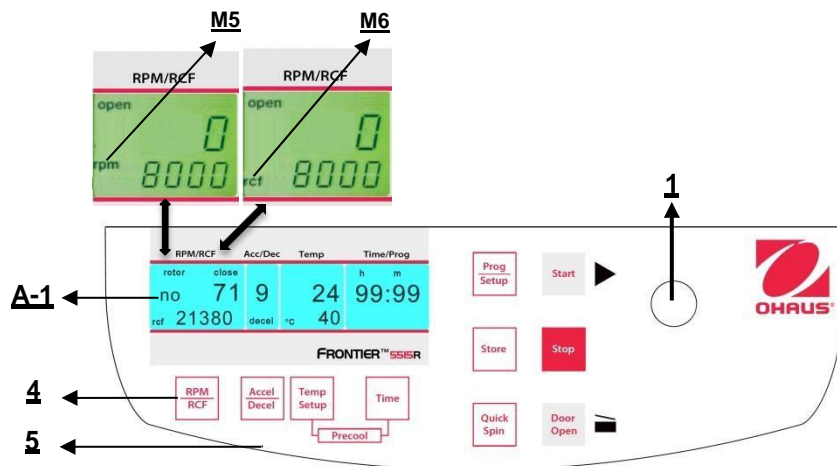 M5
M6
RPM/RCF
RPM/RCF
open
0
rpm 8000
open
0
rcf 8000
1
RPM/RCF Acc/Dec Temp Time/Prog
rotor close h m
no 71 9 24 99:99
rcf 21380 decel °C 40
A-1
FRONTIER™ 5515R
Prog
Setup
Start
OHAUS®
Store
Stop
4
RPM
RCF
Accel
Decel
Temp
Setup
Time
Precool
Quick
Spin
Door
Open
5